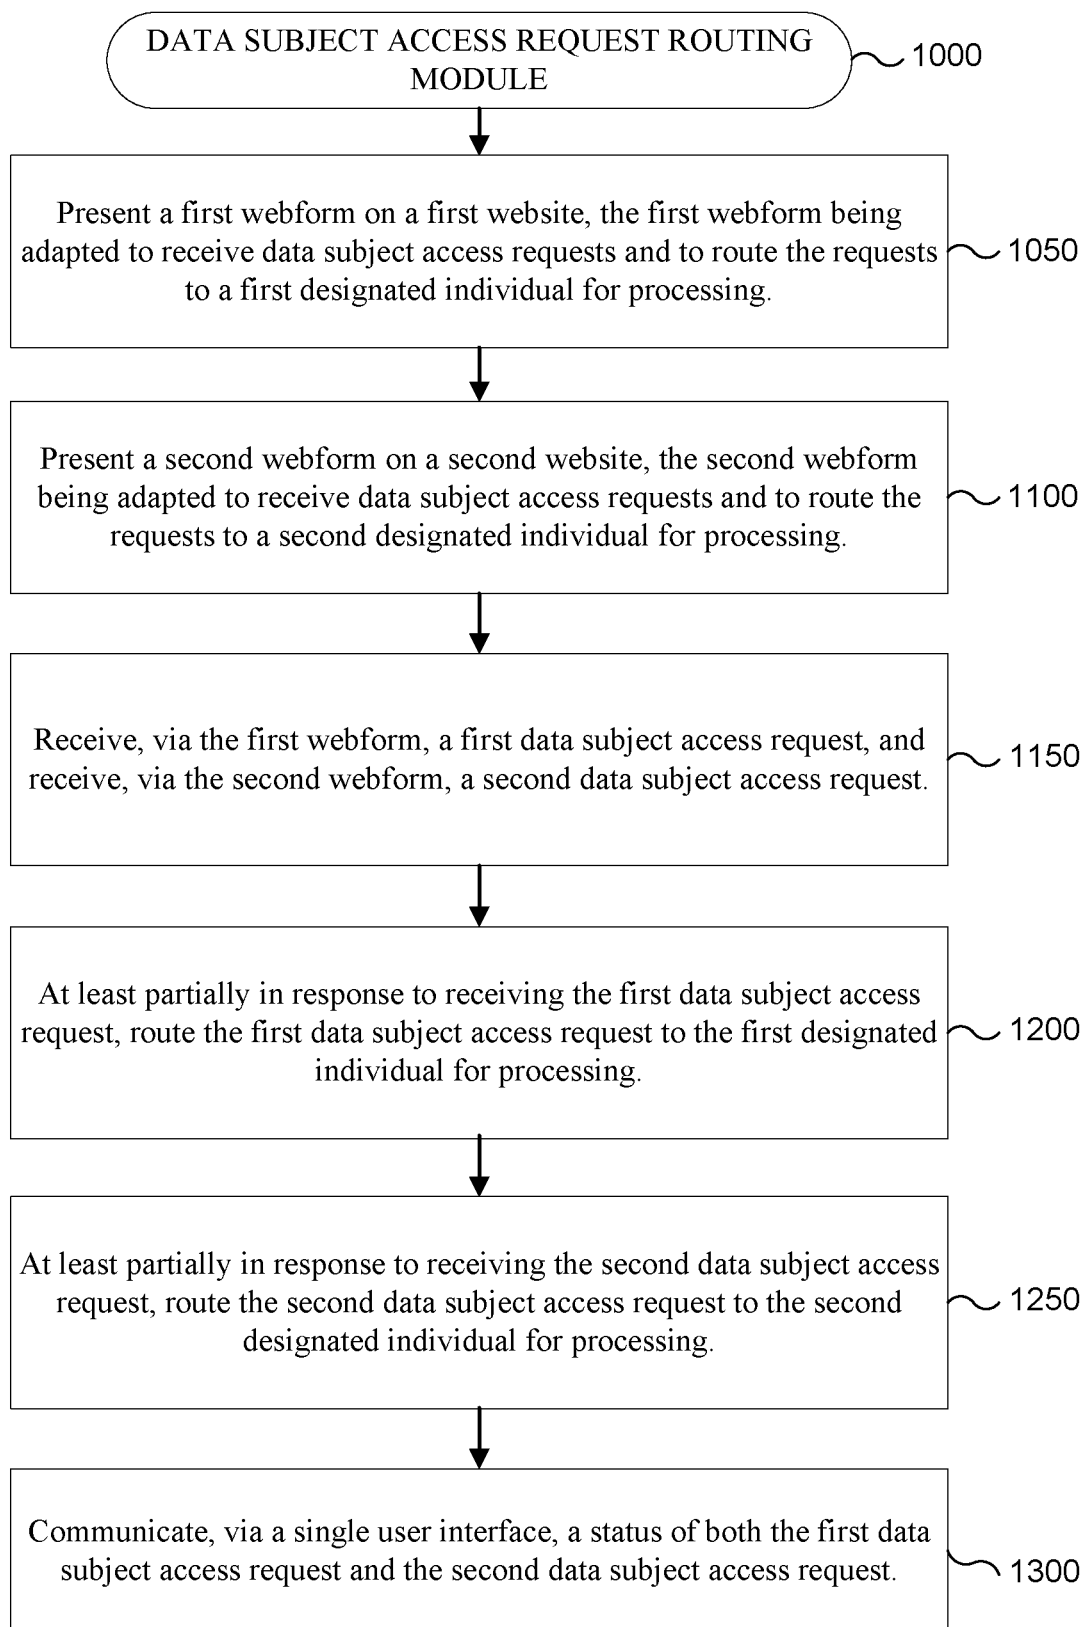 DATA SUBJECT ACCESS REQUEST ROUTING
MODULE
1000
Present a first webform on a first website, the first webform being
adapted to receive data subject access requests and to route the requests
to a first designated individual for processing.
1050
Present a second webform on a second website, the second webform
being adapted to receive data subject access requests and to route the
requests to a second designated individual for processing.
1100
Receive, via the first webform, a first data subject access request, and
receive, via the second webform, a second data subject access request.
1150
At least partially in response to receiving the first data subject access
request, route the first data subject access request to the first designated
individual for processing.
1200
At least partially in response to receiving the second data subject access
request, route the second data subject access request to the second
designated individual for processing.
1250
Communicate, via a single user interface, a status of both the first data
subject access request and the second data subject access request.
1300